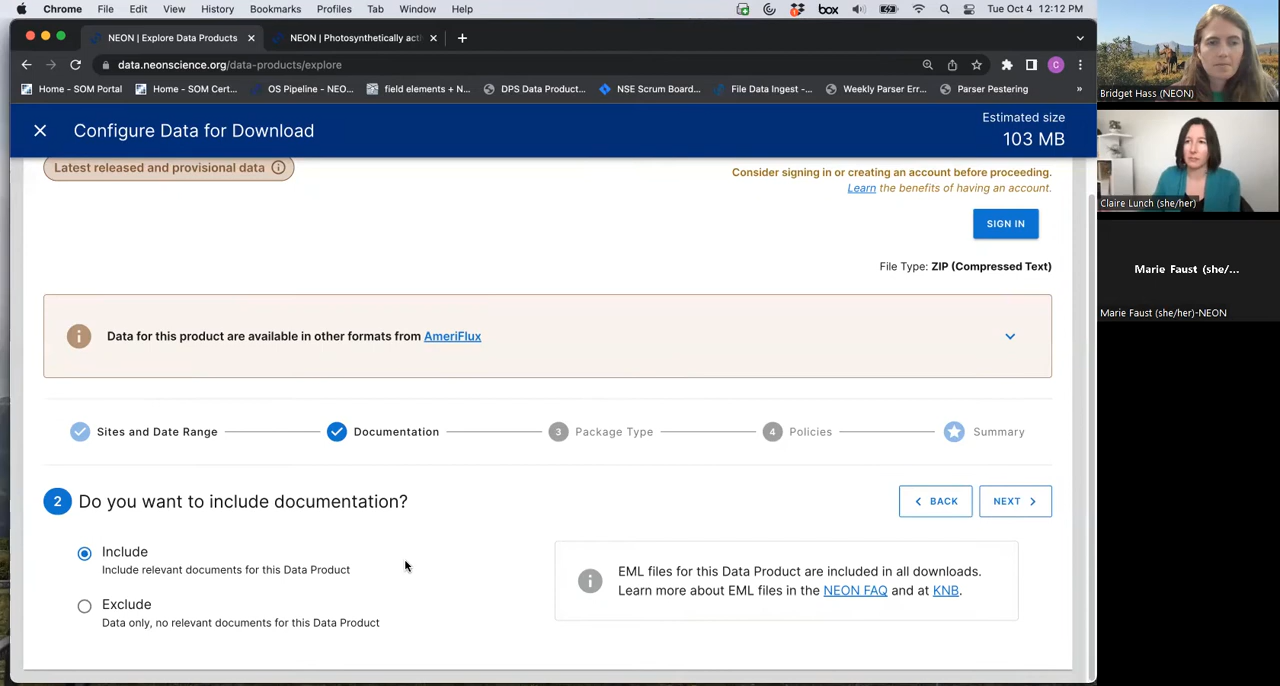 Chrome File Edit View History Bookmarks Profiles Tab Window Help box Tue Oct 4 12:12 PM
NEON | Explore Data Products NEON | Photosynthetically act
data.neonscience.org/data-products/explore C
Home - SOM Portal Home - SOM Cert... OS Pipeline - NEO... field elements + N... DPS Data Product... NSE Scrum Board... File Data Ingest -... Weekly Parser Err... Parser Pestering »
Configure Data for Download
Estimated size
103 MB
Latest released and provisional data
Consider signing in or creating an account before proceeding.
Learn the benefits of having an account.
SIGN IN
File Type: ZIP (Compressed Text)
Data for this product are available in other formats from AmeriFlux
Sites and Date Range Documentation 3 Package Type 4 Policies Summary
2 Do you want to include documentation?
BACK NEXT
Include
Include relevant documents for this Data Product
Exclude
Data only, no relevant documents for this Data Product
EML files for this Data Product are included in all downloads.
Learn more about EML files in the NEON FAQ and at KNB.
Bridget Hass (NEON)
Claire Lunch (she/her)
Marie Faust (she/...
Marie Faust (she/her)-NEON